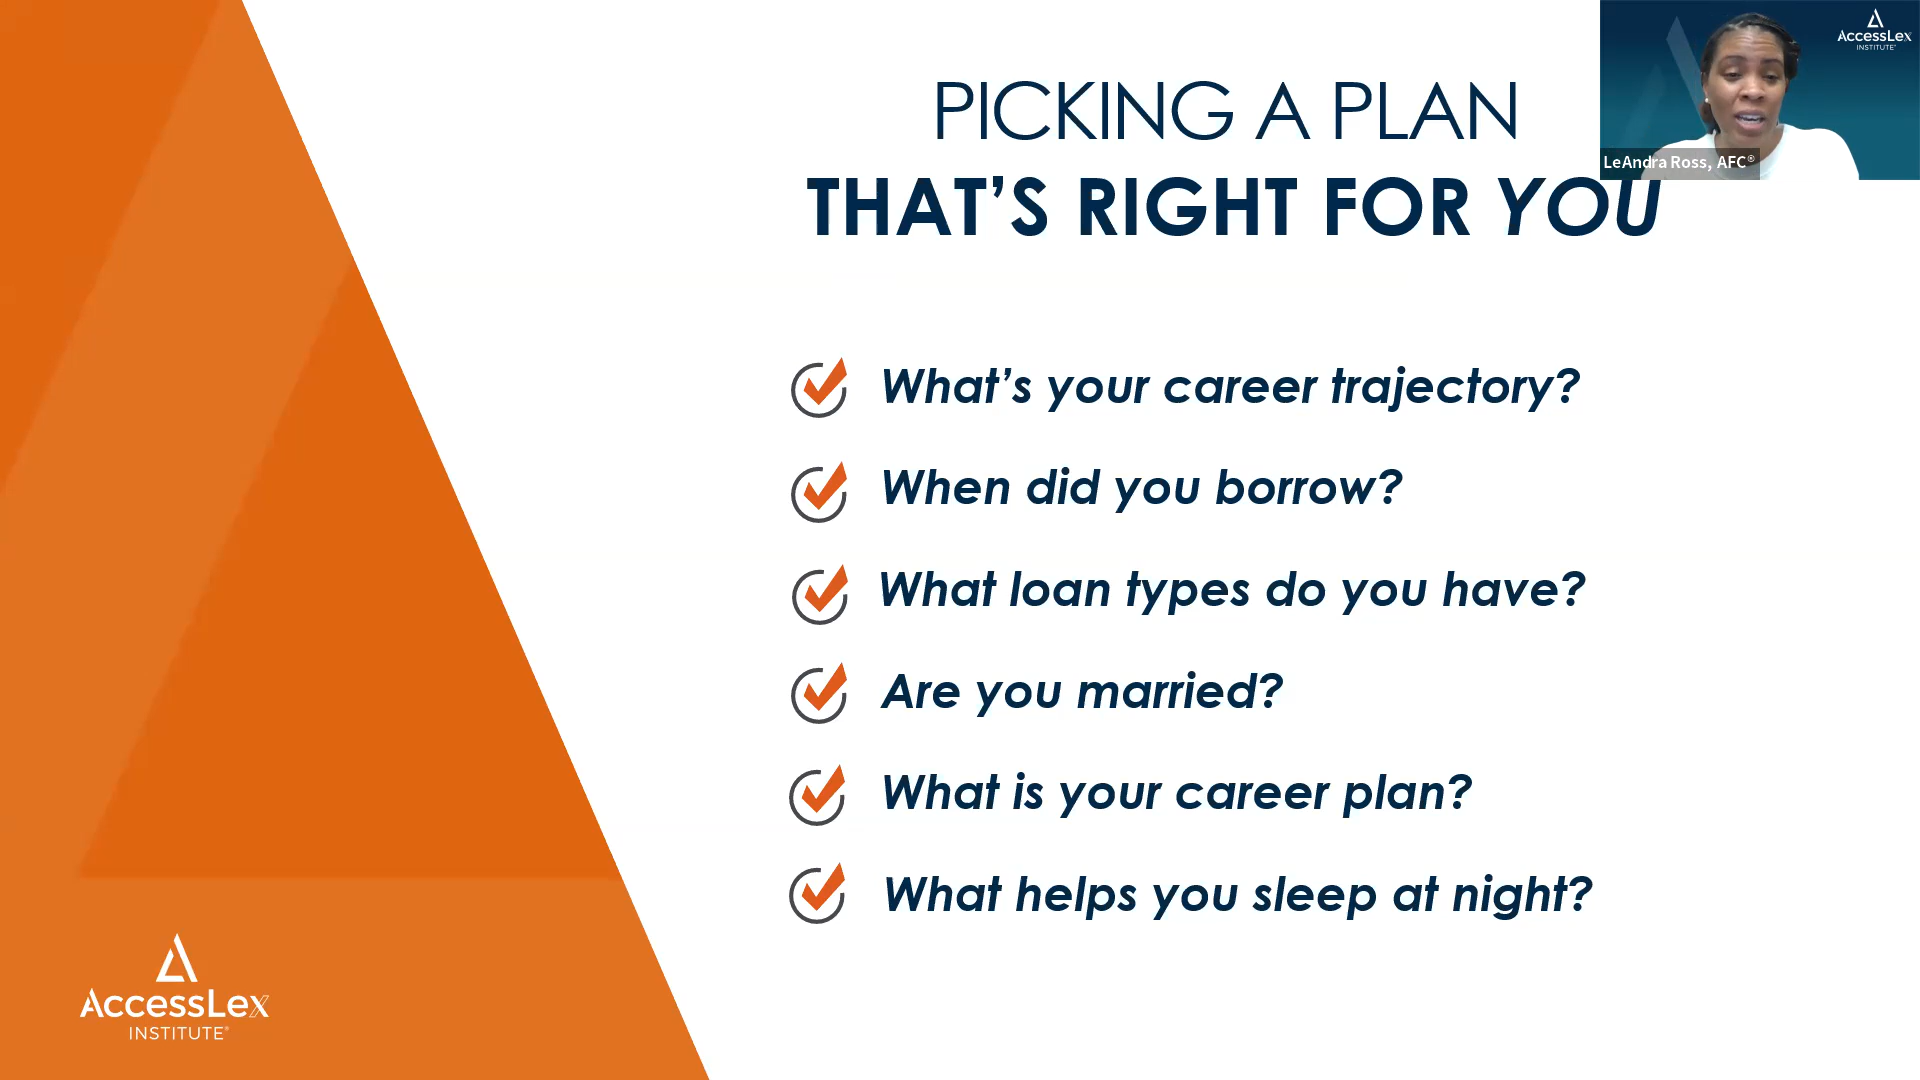 PICKING A PLAN
THAT’S RIGHT FOR YOU
AccessLex
INSTITUTE®
LeAndra Ross, AFC®
What’s your career trajectory?
When did you borrow?
What loan types do you have?
Are you married?
What is your career plan?
What helps you sleep at night?
AccessLex
INSTITUTE®